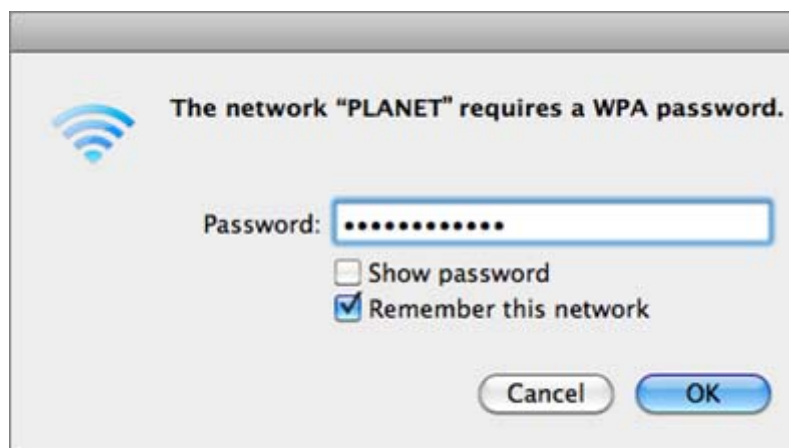 The network “PLANET” requires a WPA password.
Password: ••••••••••••
Show password
Remember this network
Cancel OK